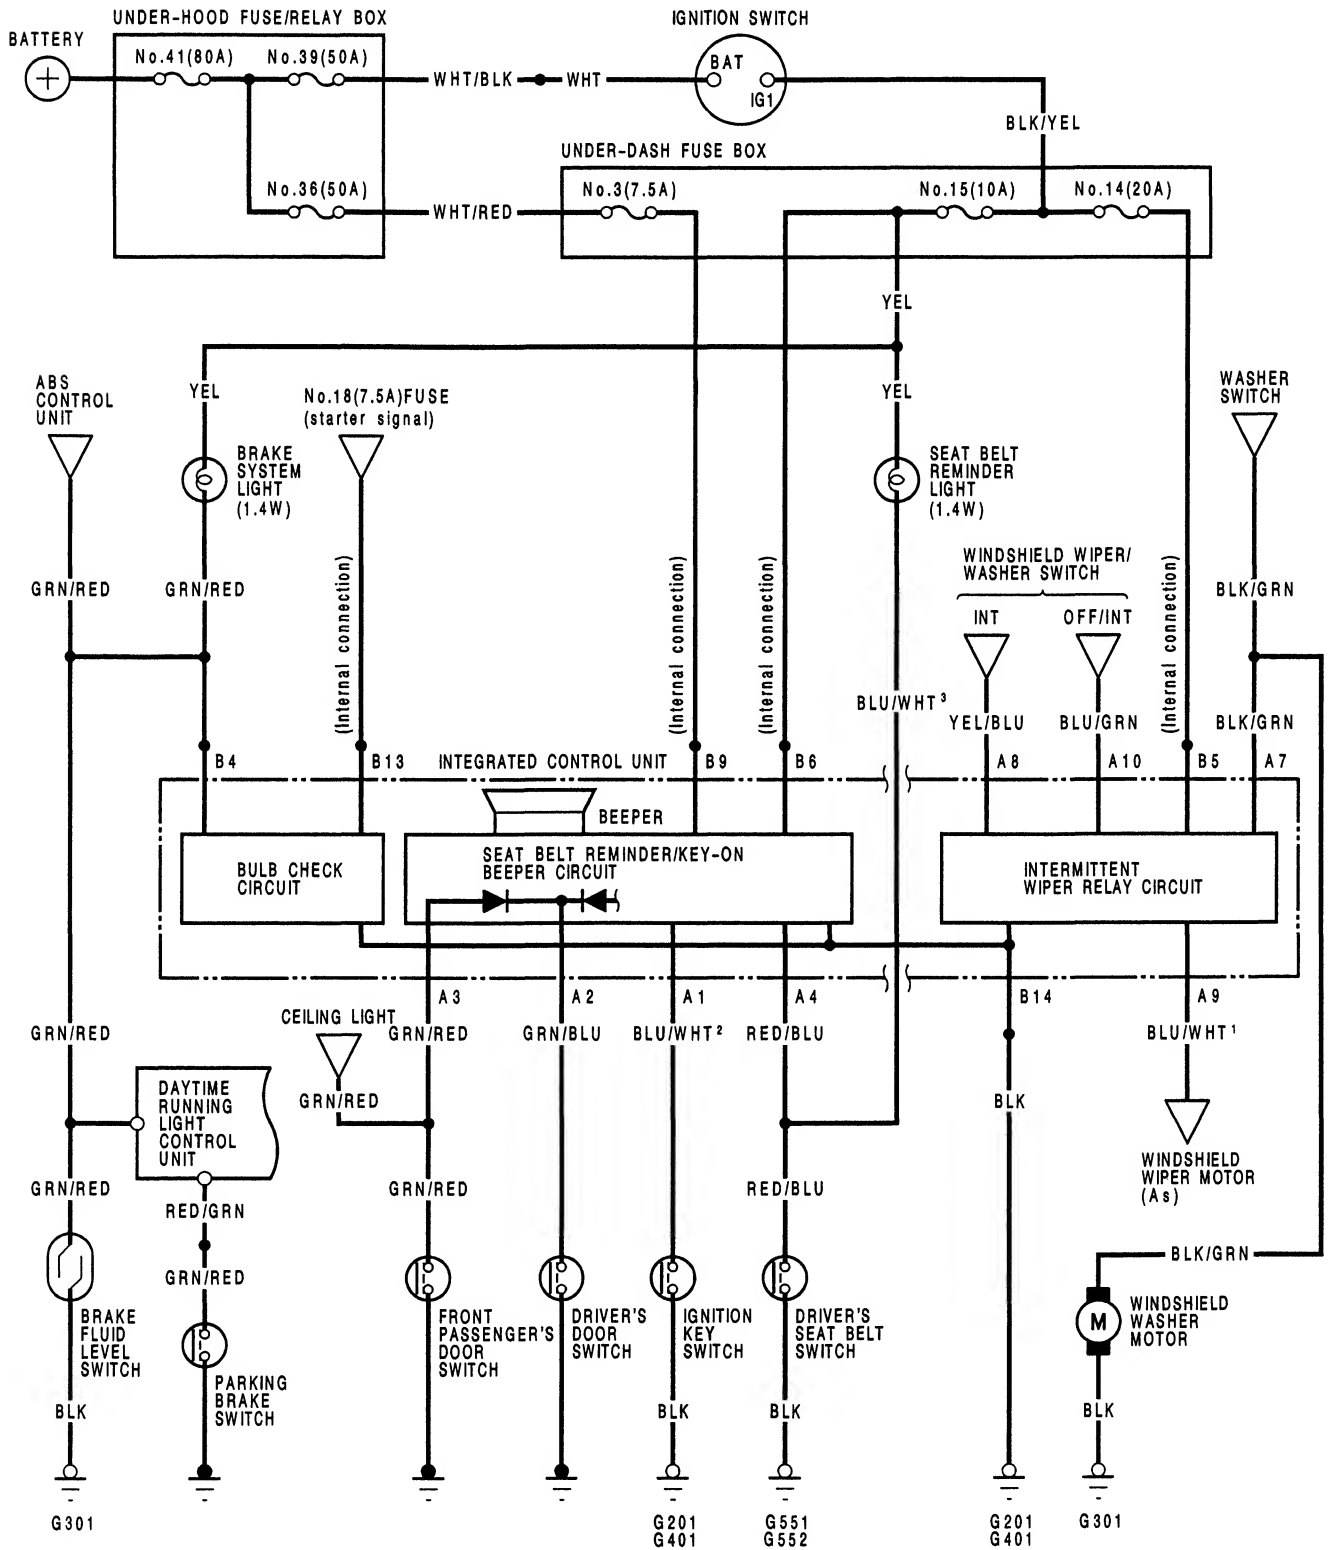 UNDER-HOOD FUSE/RELAY BOX
IGNITION SWITCH
BATTERY
No.41(80A)
No.39(50A)
WHT/BLK
WHT
BAT
IG1
BLK/YEL
UNDER-DASH FUSE BOX
No.36(50A)
WHT/RED
No.3(7.5A)
No.15(10A)
No.14(20A)
YEL
ABS
CONTROL
UNIT
YEL
No.18(7.5A)FUSE
(starter signal)
YEL
WASHER
SWITCH
BRAKE
SYSTEM
LIGHT
(1.4W)
SEAT BELT
REMINDER
LIGHT
(1.4W)
GRN/RED
GRN/RED
(Internal connection)
(Internal connection)
(Internal connection)
WINDSHIELD WIPER/
WASHER SWITCH
INT
OFF/INT
(Internal connection)
BLK/GRN
BLU/WHT3
YEL/BLU
BLU/GRN
BLK/GRN
B4
B13
INTEGRATED CONTROL UNIT
B9
B6
A8
A10
B5
A7
BEEPER
BULB CHECK
CIRCUIT
SEAT BELT REMINDER/KEY-ON
BEEPER CIRCUIT
INTERMITTENT
WIPER RELAY CIRCUIT
A3
A2
A1
A4
B14
A9
CEILING LIGHT
GRN/RED
GRN/RED
GRN/BLU
BLU/WHT2
RED/BLU
BLU/WHT1
DAYTIME
RUNNING
LIGHT
CONTROL
UNIT
GRN/RED
BLK
WINDSHIELD
WIPER MOTOR
(As)
GRN/RED
RED/GRN
GRN/RED
RED/BLU
BLK/GRN
GRN/RED
BRAKE
FLUID
LEVEL
SWITCH
FRONT
PASSENGER'S
DOOR
SWITCH
DRIVER'S
DOOR
SWITCH
IGNITION
KEY
SWITCH
DRIVER'S
SEAT BELT
SWITCH
M
WINDSHIELD
WASHER
MOTOR
PARKING
BRAKE
SWITCH
BLK
BLK
BLK
BLK
G301
G201
G401
G551
G552
G201
G401
G301